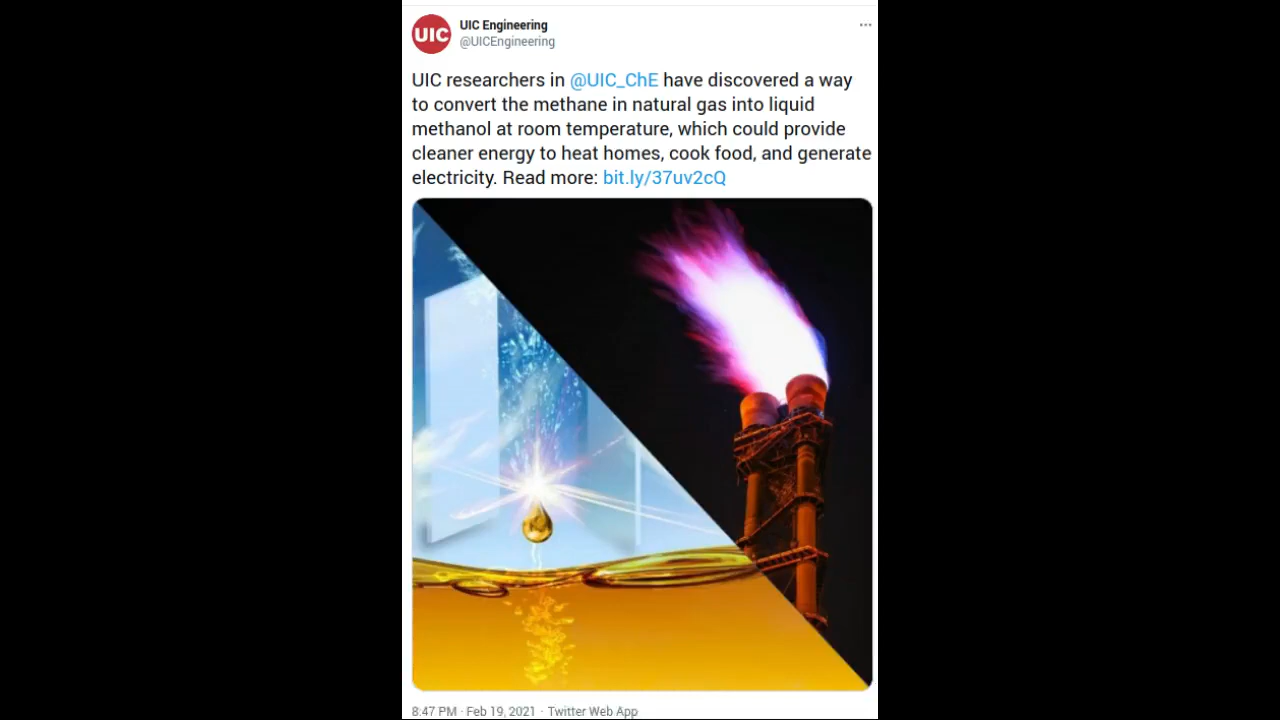 UIC
UIC Engineering
@UICEngineering
UIC researchers in @UIC_ChE have discovered a way
to convert the methane in natural gas into liquid
methanol at room temperature, which could provide
cleaner energy to heat homes, cook food, and generate
electricity. Read more: bit.ly/37uv2cQ
8:47 PM · Feb 19, 2021 · Twitter Web App